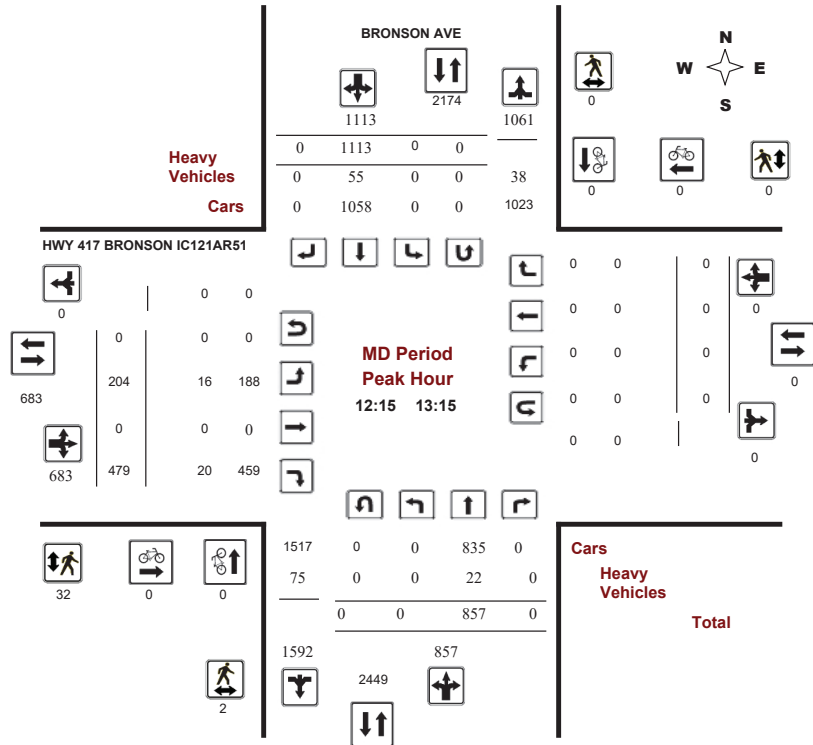 BRONSON AVE
N
W E
S
2174
0
1113 1061
0 1113 0 0
Heavy
Vehicles
0 55 0 0 38
Cars 0 1058 0 0 1023
0 0 0
HWY 417 BRONSON IC121AR51
0 0 0
0 0 0
0
0 0 0 0
0 0 0
MD Period
Peak Hour
12:15 13:15
683 204 16 188
0 0 0
0
0 0 0
0 0 0
683 479 20 459
0 0
0
1517 0 0 835 0
75 0 0 22 0
0 0 857 0
Cars
Heavy
Vehicles
Total
32 0 0
1592 857
2449
2